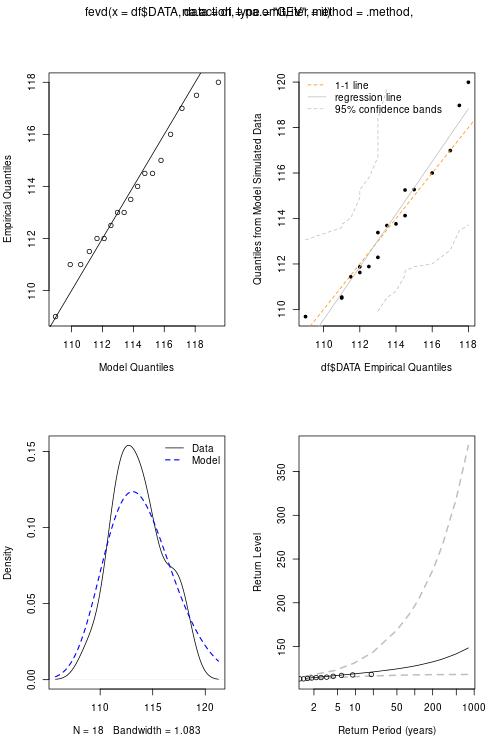 fevd(x = df$DATA,
110 112 114 116 118
110
112
114
116
118
Model Quantiles
Empirical Quantiles
1-1 line
regression line
95% confidence bands
110 112 114 116 118
110
112
114
116
118
120
df$DATA Empirical Quantiles
Quantiles from Model Simulated Data
Data
Model
110 115 120
0.00
0.05
0.10
0.15
N = 18 Bandwidth = 1.083
Density
2 5 10 50 200 1000
150
200
250
300
350
Return Period (years)
Return Level